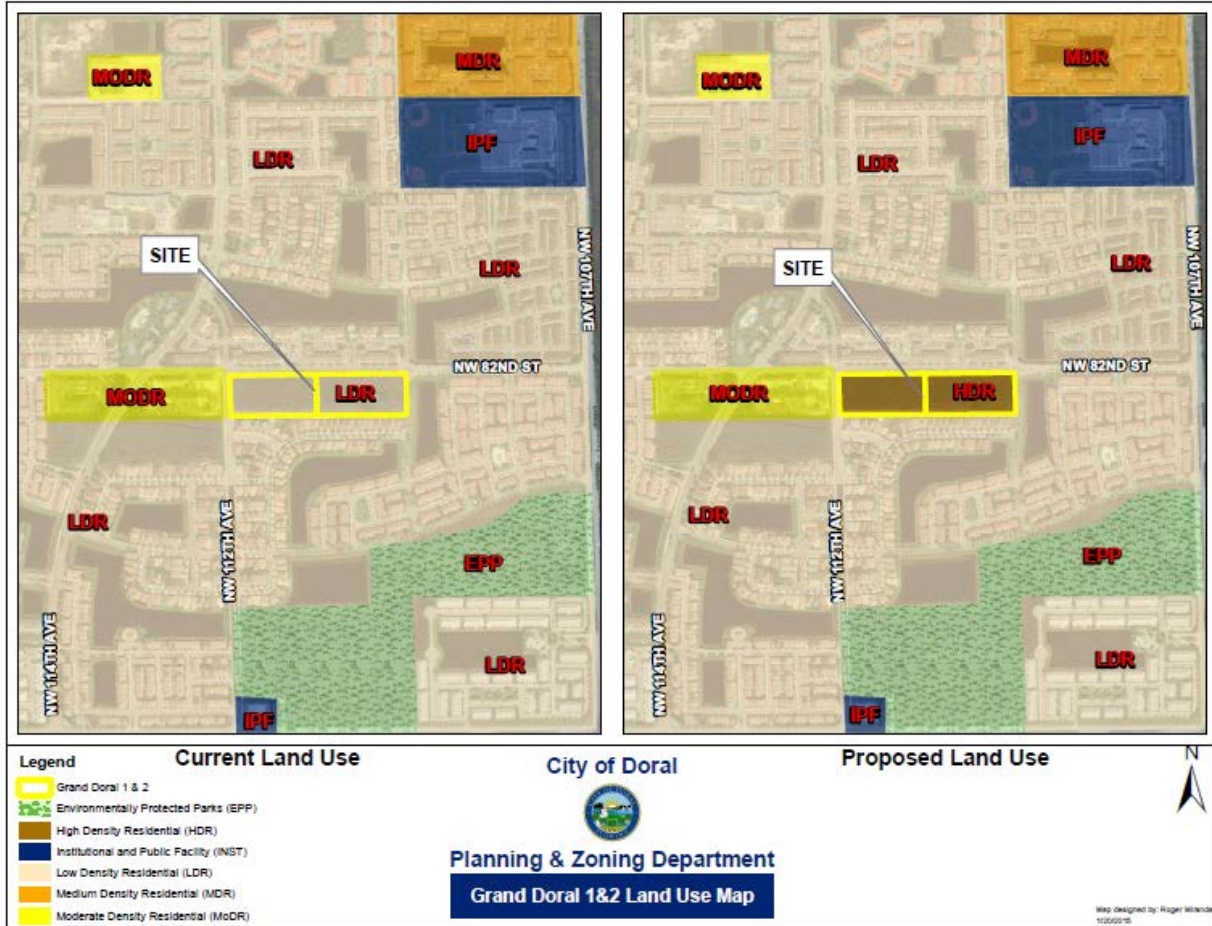 MODR
MDR
IPF
LDR
SITE
LDR
NW 107TH AVE
NW 82ND ST
MODR
LDR
LDR
NW 112TH AVE
EPP
NW 114TH AVE
LDR
IPF
MODR
MDR
IPF
LDR
SITE
LDR
NW 107TH AVE
NW 82ND ST
MODR
HDR
LDR
NW 112TH AVE
EPP
NW 114TH AVE
LDR
IPF
Legend
Current Land Use
Grand Doral 1 & 2
Environmentally Protected Parks (EPP)
High Density Residential (HDR)
Institutional and Public Facility (INST)
Low Density Residential (LDR)
Medium Density Residential (MDR)
Moderate Density Residential (MoDR)
City of Doral
Planning & Zoning Department
Grand Doral 1&2 Land Use Map
Proposed Land Use
N
Map designed by: Roger Miranda